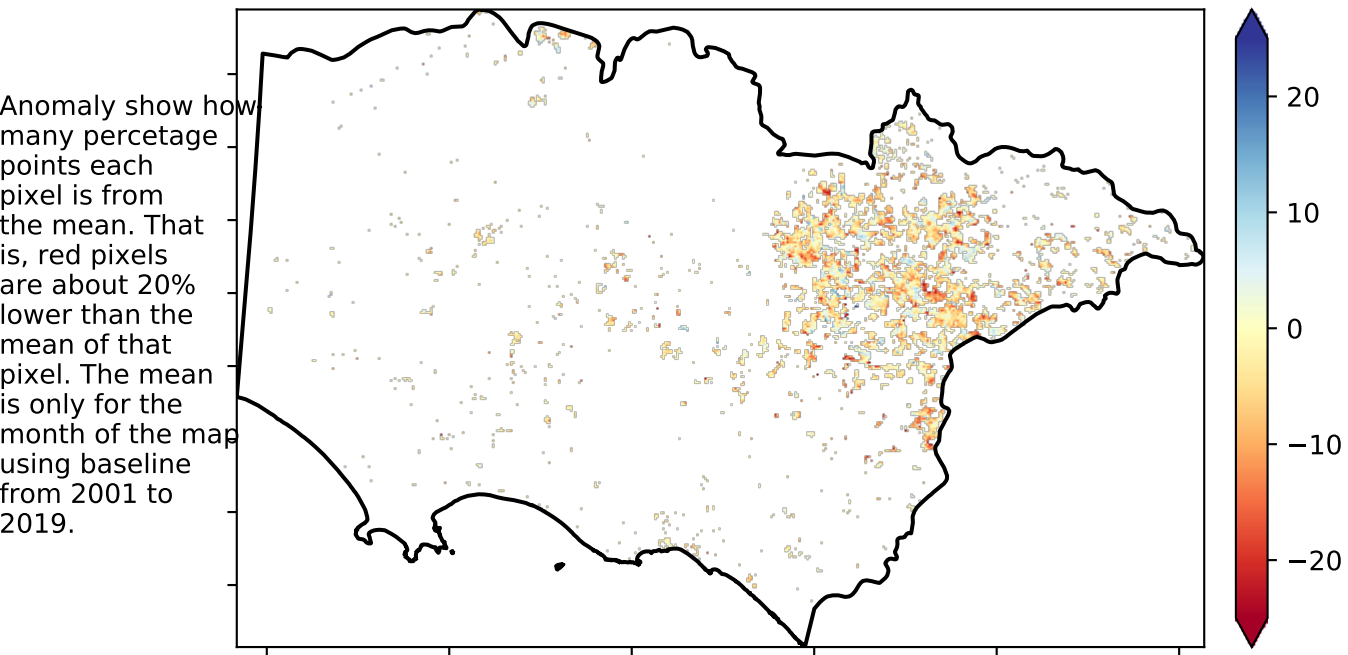 Anomaly show how
many percetage
points each
pixel is from
the mean. That
is, red pixels
are about 20%
lower than the
mean of that
pixel. The mean
is only for the
month of the map
using baseline
from 2001 to
2019.
20
10
0
−10
−20